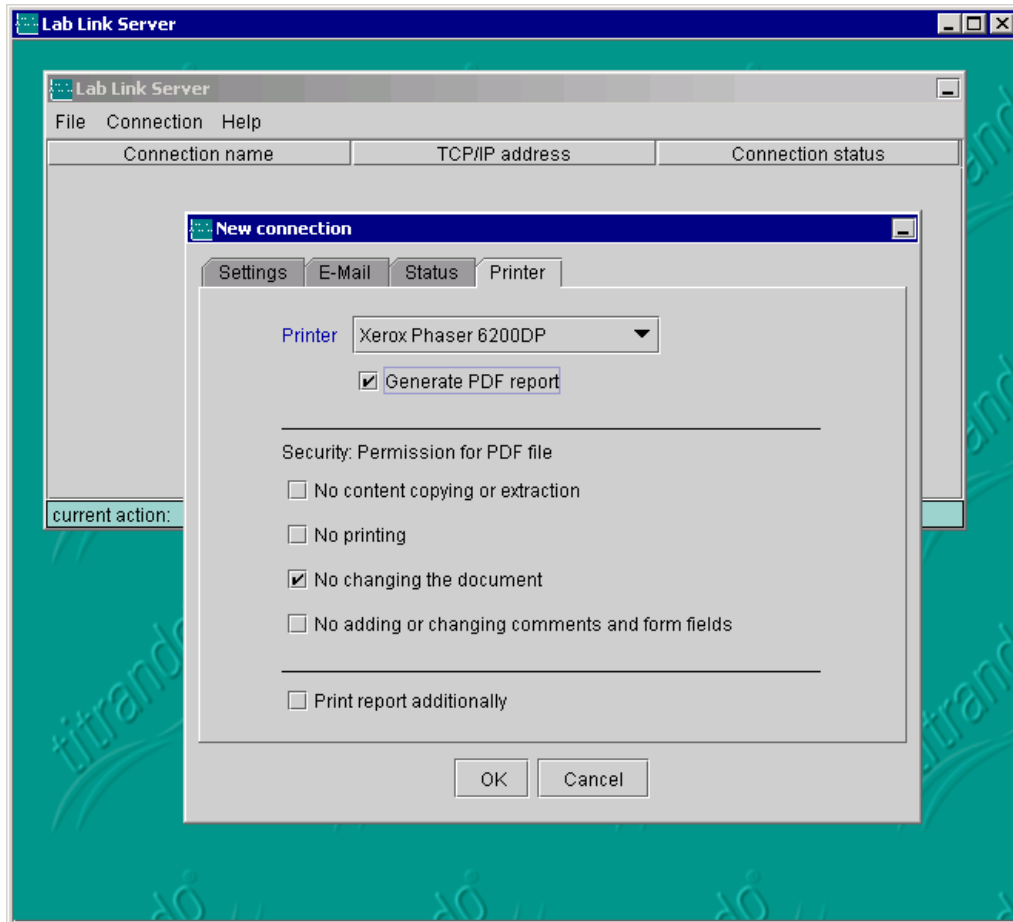 Lab Link Server
Lab Link Server
File Connection Help
Connection name TCP/IP address Connection status
New connection
Settings E-Mail Status Printer
Printer Xerox Phaser 6200DP
Generate PDF report
Security: Permission for PDF file
No content copying or extraction
No printing
No changing the document
No adding or changing comments and form fields
Print report additionally
OK Cancel
current action: